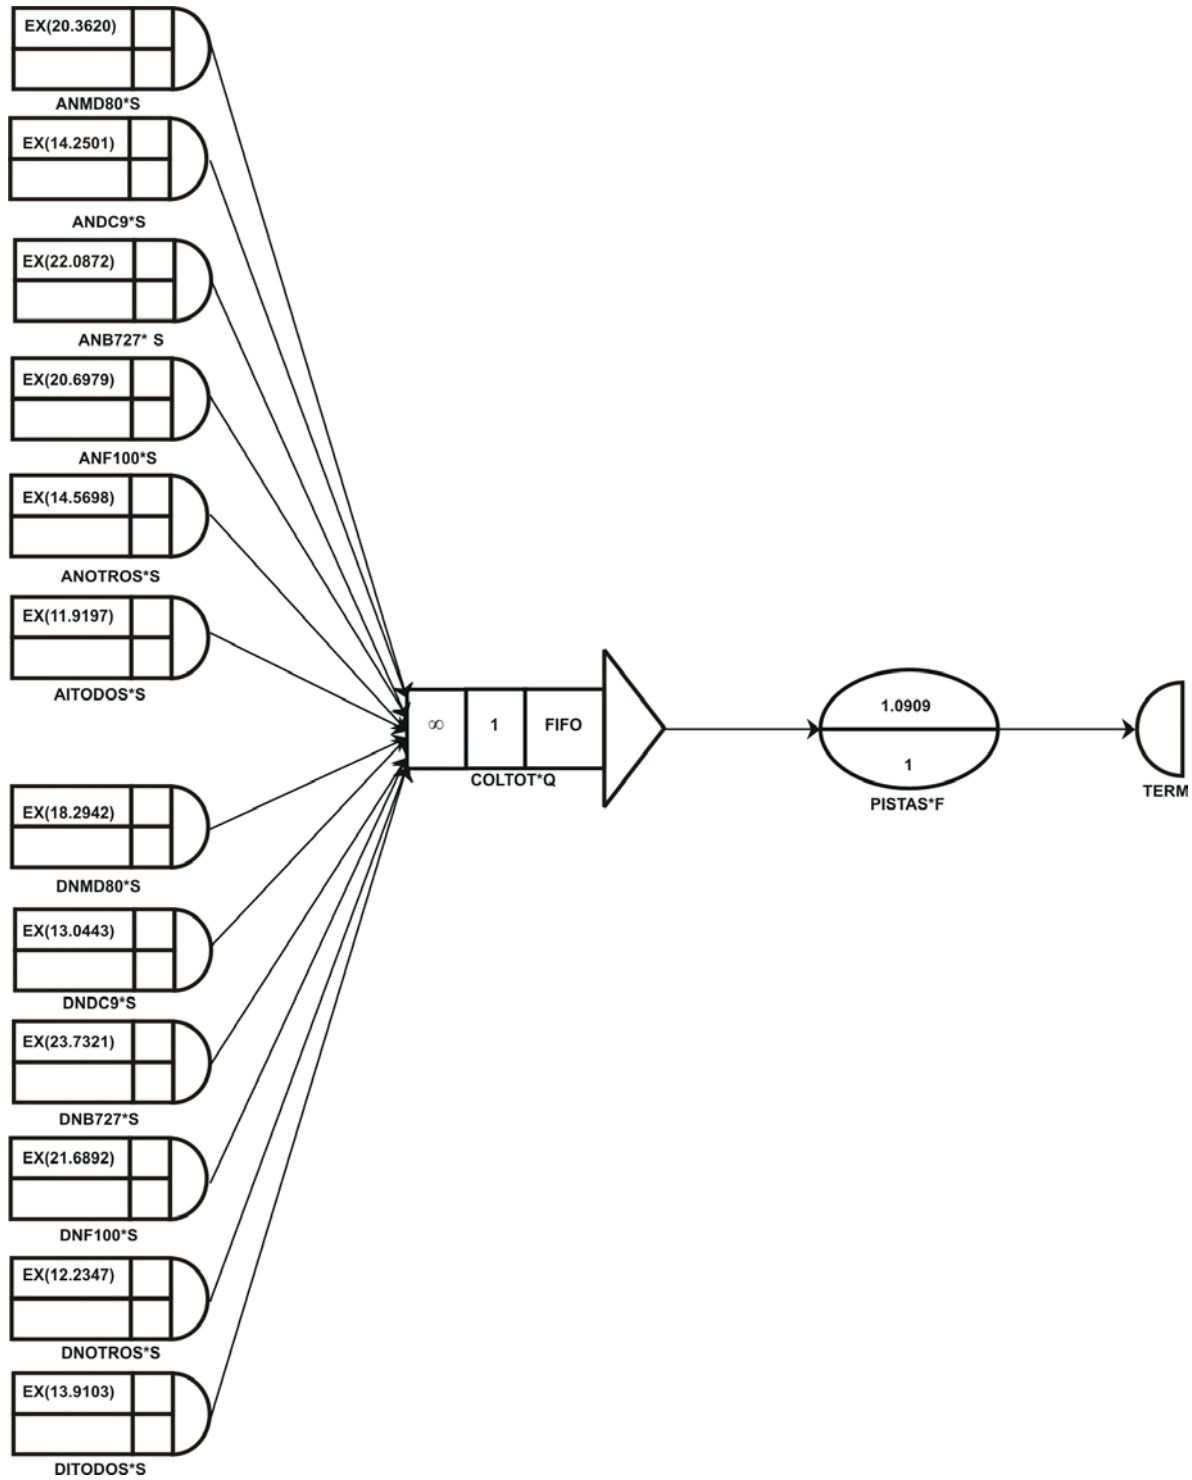 EX(20.3620)
ANMD80*S
EX(14.2501)
ANDC9*S
EX(22.0872)
ANB727* S
EX(20.6979)
ANF100*S
EX(14.5698)
ANOTROS*S
EX(11.9197)
AITODOS*S
∞ 1 FIFO
COLTOT*Q
1.0909
1
PISTAS*F
TERM
EX(18.2942)
DNMD80*S
EX(13.0443)
DNDC9*S
EX(23.7321)
DNB727*S
EX(21.6892)
DNF100*S
EX(12.2347)
DNOTROS*S
EX(13.9103)
DITODOS*S